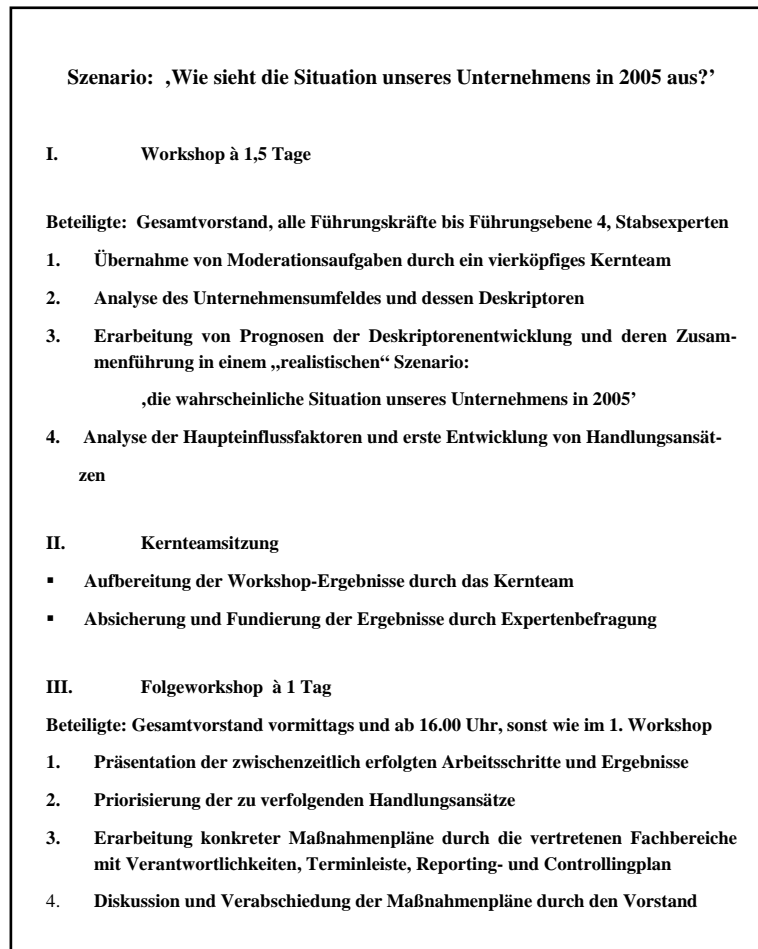 Szenario: ‚Wie sieht die Situation unseres Unternehmens in 2005 aus?’
I. Workshop à 1,5 Tage
Beteiligte: Gesamtvorstand, alle Führungskräfte bis Führungsebene 4, Stabsexperten
1. Übernahme von Moderationsaufgaben durch ein vierköpfiges Kernteam
2. Analyse des Unternehmensumfeldes und dessen Deskriptoren
3. Erarbeitung von Prognosen der Deskriptorenentwicklung und deren Zusam-
menführung in einem „realistischen“ Szenario:
‚die wahrscheinliche Situation unseres Unternehmens in 2005’
4. Analyse der Haupteinflussfaktoren und erste Entwicklung von Handlungsansät-
zen
II. Kernteamsitzung
▪ Aufbereitung der Workshop-Ergebnisse durch das Kernteam
▪ Absicherung und Fundierung der Ergebnisse durch Expertenbefragung
III. Folgeworkshop à 1 Tag
Beteiligte: Gesamtvorstand vormittags und ab 16.00 Uhr, sonst wie im 1. Workshop
1. Präsentation der zwischenzeitlich erfolgten Arbeitsschritte und Ergebnisse
2. Priorisierung der zu verfolgenden Handlungsansätze
3. Erarbeitung konkreter Maßnahmenpläne durch die vertretenen Fachbereiche
mit Verantwortlichkeiten, Terminleiste, Reporting- und Controllingplan
4. Diskussion und Verabschiedung der Maßnahmenpläne durch den Vorstand